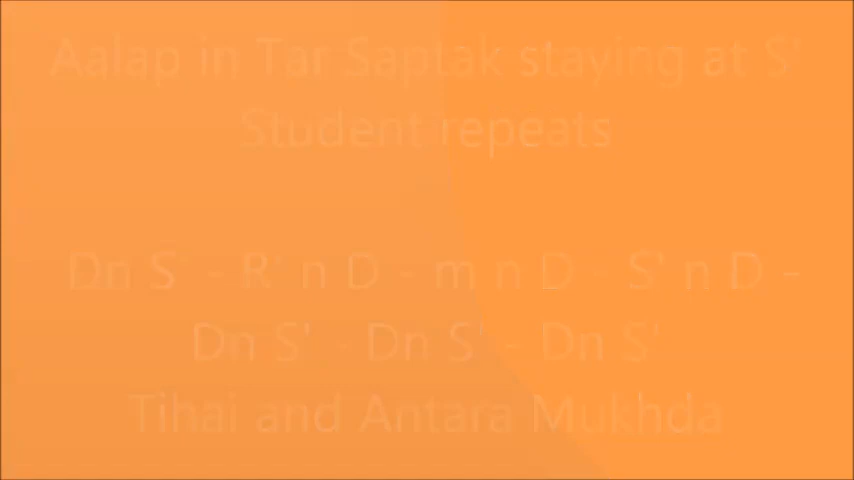 Aalap in Tar Saptak staying at S'
Student repeats
Dn S' - R' n D - m n D - S' n D -
Dn S' - Dn S' - Dn S'
Tihai and Antara Mukhda